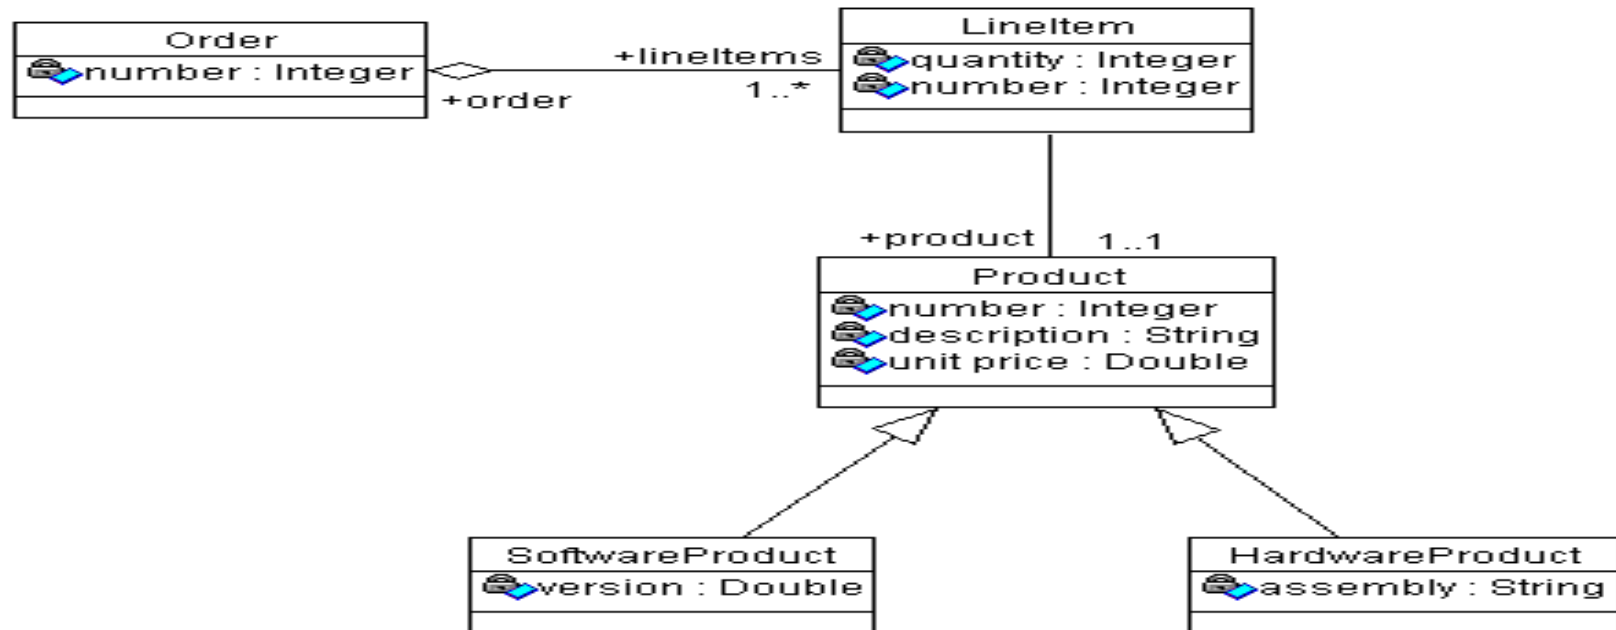 Order
number : Integer
+order
+lineItems
1..*
LineItem
quantity : Integer
number : Integer
+product
1..1
Product
number : Integer
description : String
unit price : Double
SoftwareProduct
version : Double
HardwareProduct
assembly : String